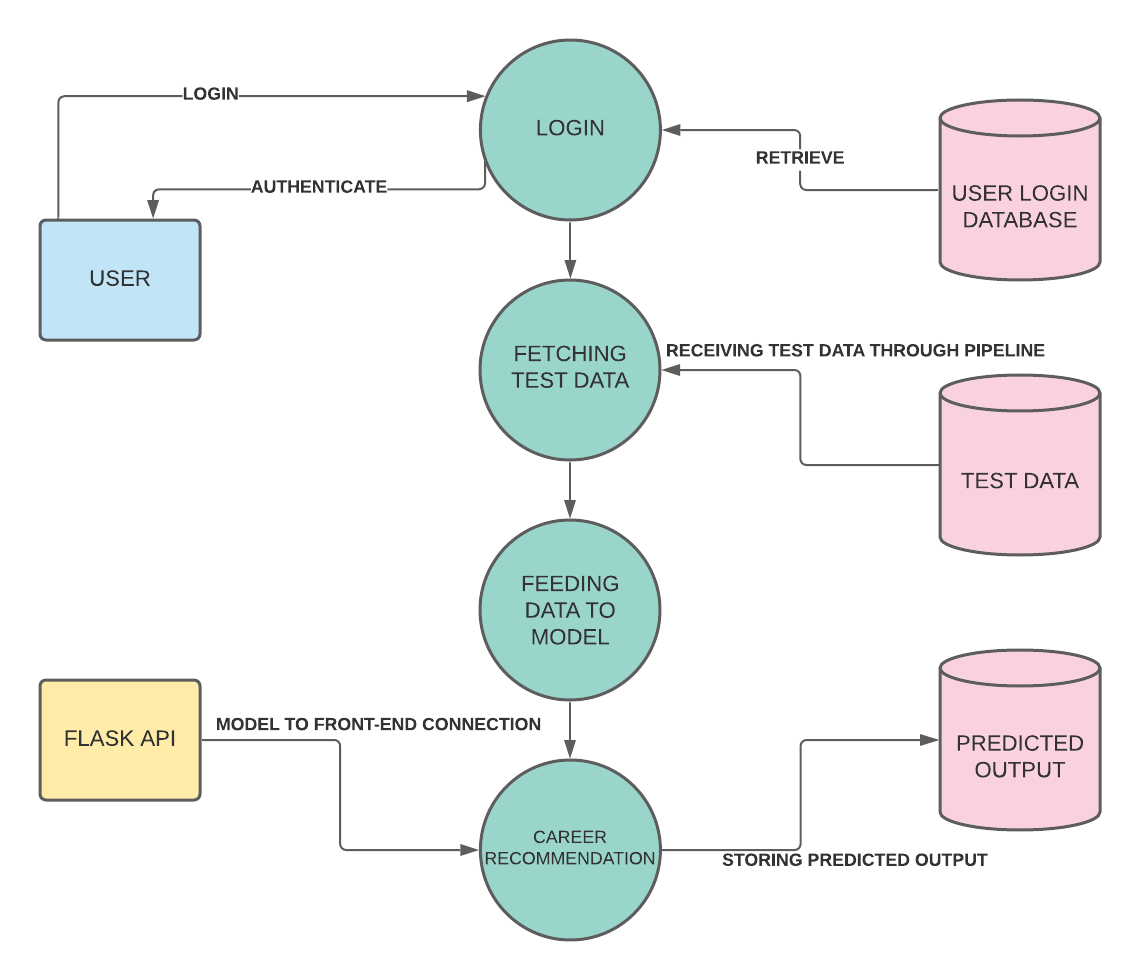 LOGIN
LOGIN
RETRIEVE
AUTHENTICATE
USER LOGIN
DATABASE
USER
FETCHING
TEST DATA
RECEIVING TEST DATA THROUGH PIPELINE
TEST DATA
FEEDING
DATA TO
MODEL
FLASK API
MODEL TO FRONT-END CONNECTION
PREDICTED
OUTPUT
CAREER
RECOMMENDATION
STORING PREDICTED OUTPUT